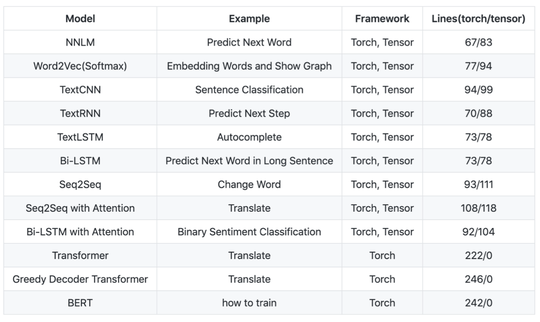 Model Example Framework Lines(torch/tensor)
NNLM Predict Next Word Torch, Tensor 67/83
Word2Vec(Softmax) Embedding Words and Show Graph Torch, Tensor 77/94
TextCNN Sentence Classification Torch, Tensor 94/99
TextRNN Predict Next Step Torch, Tensor 70/88
TextLSTM Autocomplete Torch, Tensor 73/78
Bi-LSTM Predict Next Word in Long Sentence Torch, Tensor 73/78
Seq2Seq Change Word Torch, Tensor 93/111
Seq2Seq with Attention Translate Torch, Tensor 108/118
Bi-LSTM with Attention Binary Sentiment Classification Torch, Tensor 92/104
Transformer Translate Torch 222/0
Greedy Decoder Transformer Translate Torch 246/0
BERT how to train Torch 242/0